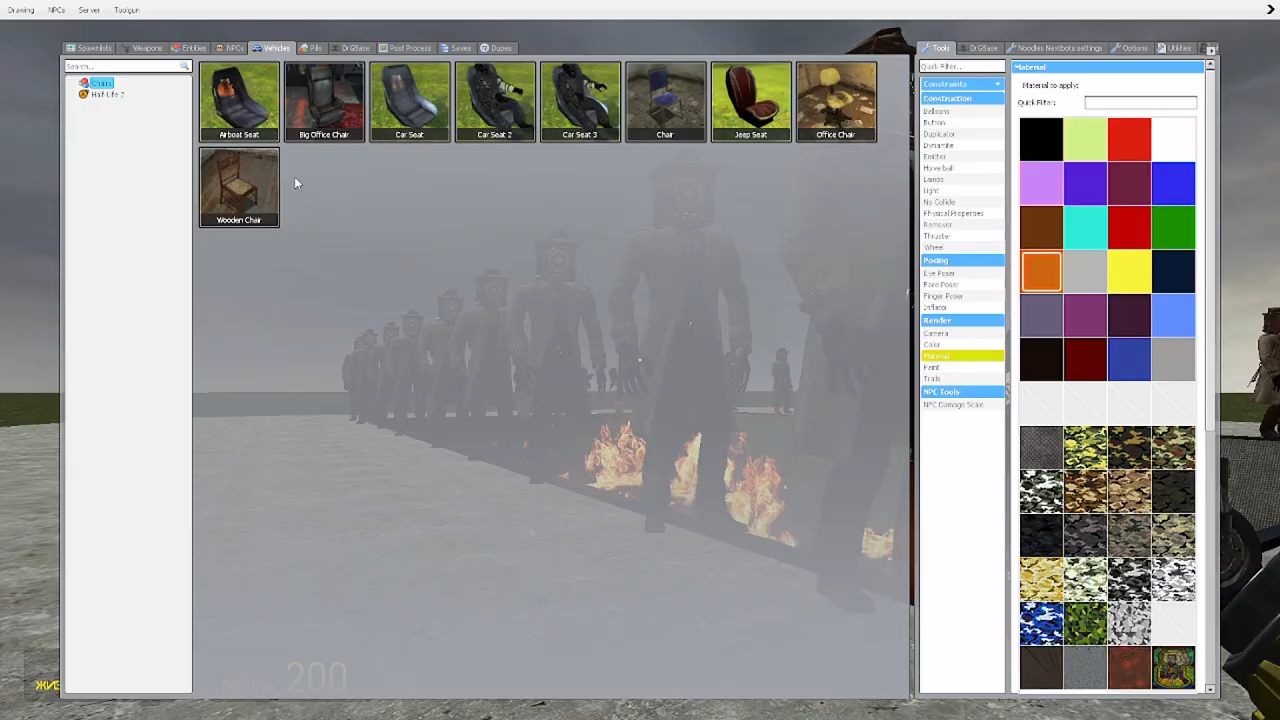 Drawing NPCs Server Toolgun
Spawnlists Weapons Entities NPCs Vehicles Pills DrGBase Post Process Saves Dupes
Tools DrGBase Noodles Nextbots settings Options Utilities
Search...
Chairs
Half-Life 2
Airboat Seat Big Office Chair Car Seat Car Seat 2 Car Seat 3 Chair Jeep Seat Office Chair
Wooden Chair
Quick Filter...
Constraints
Construction
Balloons
Button
Duplicator
Dynamite
Emitter
Hoverball
Lamps
Light
No Collide
Physical Properties
Remover
Thruster
Wheel
Posing
Eye Poser
Face Poser
Finger Poser
Inflator
Render
Camera
Color
Material
Paint
Trails
NPC Tools
NPC Damage Scale
Material
Material to apply:
Quick Filter:
200